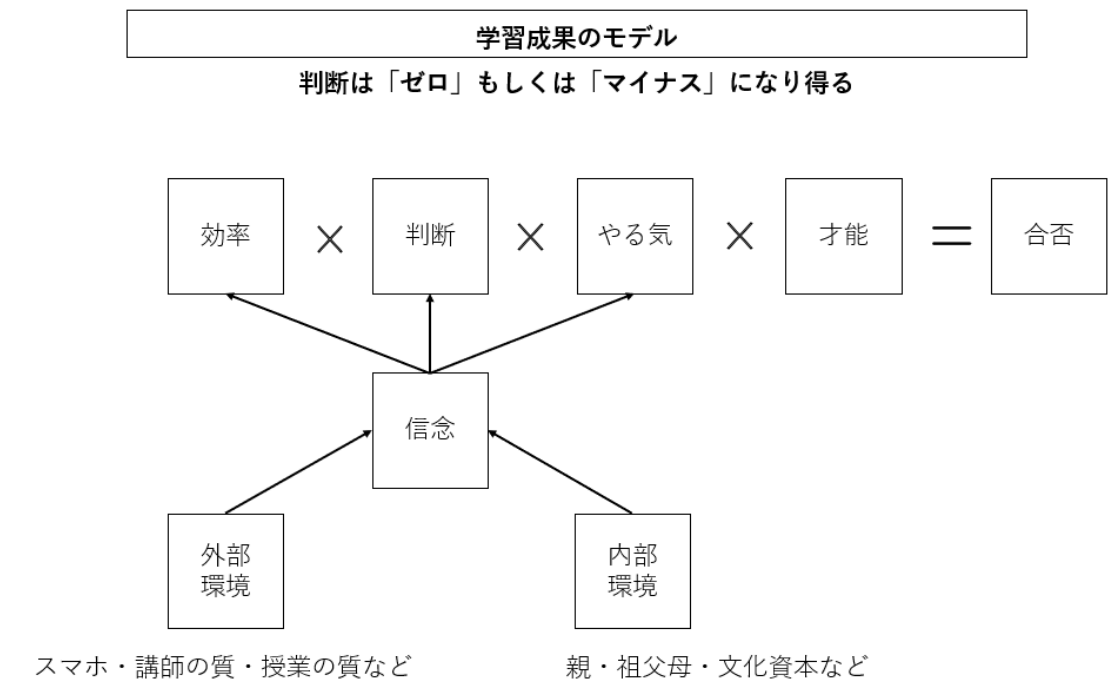 学習成果のモデル
判断は「ゼロ」もしくは「マイナス」になり得る
効率 × 判断 × やる気 × 才能 = 合否
信念
外部
環境
内部
環境
スマホ・講師の質・授業の質など
親・祖父母・文化資本など